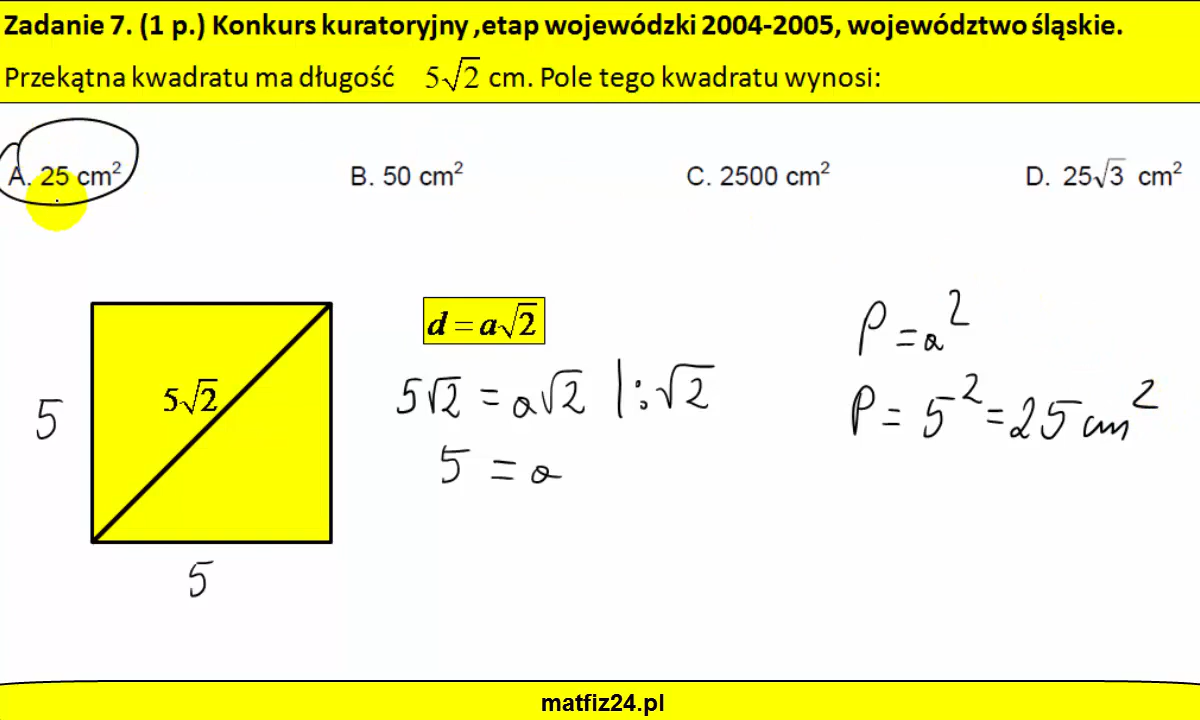 Zadanie 7. (1 p.) Konkurs kuratoryjny ,etap wojewódzki 2004-2005, województwo śląskie.
Przekątna kwadratu ma długość 5√2 cm. Pole tego kwadratu wynosi:
A. 25 cm² B. 50 cm² C. 2500 cm² D. 25√3 cm²
d = a√2
P = a²
5√2
5
5√2 = a√2 |:√2
P = 5² = 25 cm²
5 = a
5
matfiz24.pl